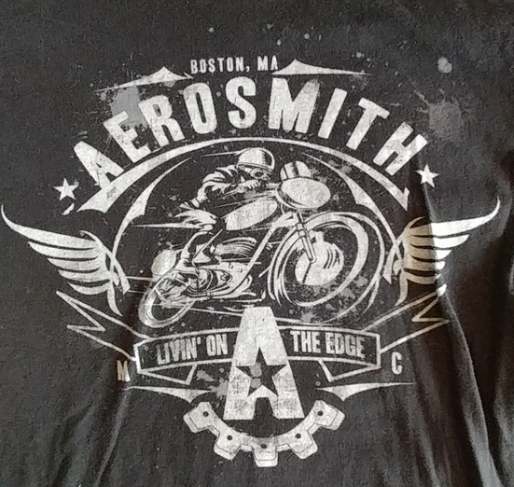 BOSTON, MA
AEROSMITH
LIVIN' ON THE EDGE
M C
A